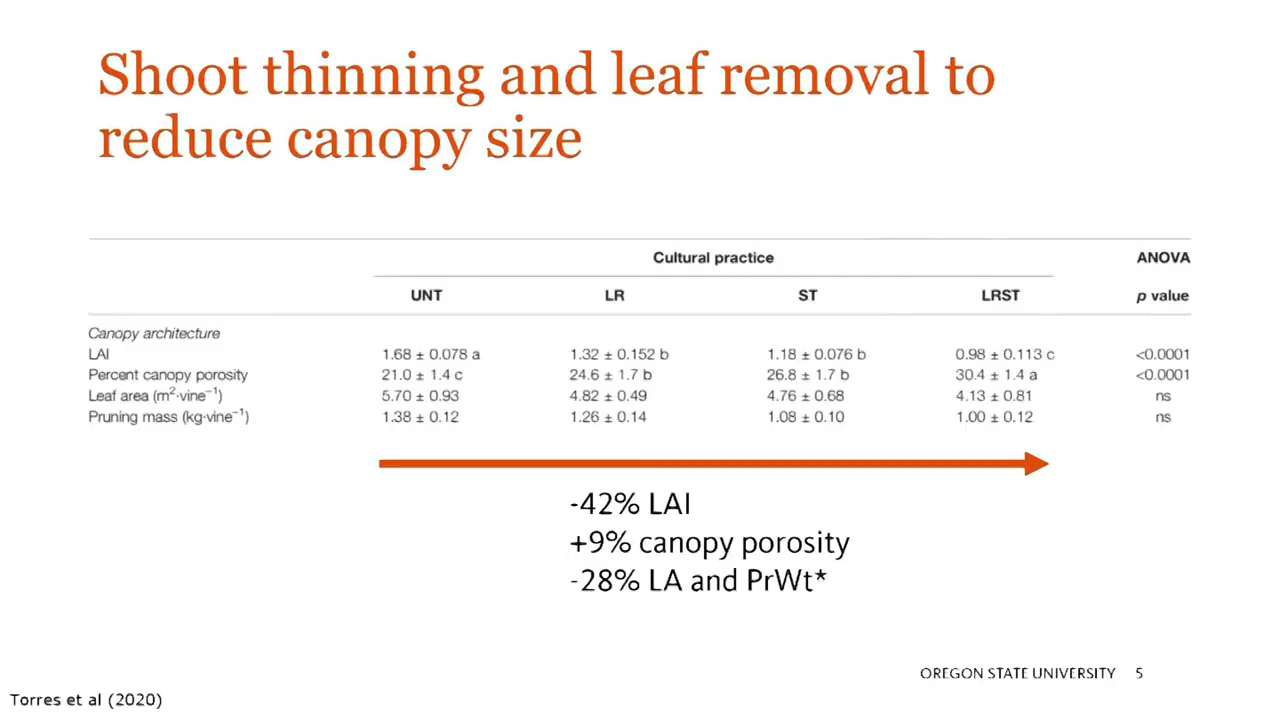 Shoot thinning and leaf removal to
reduce canopy size
Cultural practice ANOVA
UNT LR ST LRST p value
Canopy architecture
LAI 1.68 ± 0.078 a 1.32 ± 0.152 b 1.18 ± 0.076 b 0.98 ± 0.113 c <0.0001
Percent canopy porosity 21.0 ± 1.4 c 24.6 ± 1.7 b 26.8 ± 1.7 b 30.4 ± 1.4 a <0.0001
Leaf area (m²·vine⁻¹) 5.70 ± 0.93 4.82 ± 0.49 4.76 ± 0.68 4.13 ± 0.81 ns
Pruning mass (kg·vine⁻¹) 1.38 ± 0.12 1.26 ± 0.14 1.08 ± 0.10 1.00 ± 0.12 ns
-42% LAI
+9% canopy porosity
-28% LA and PrWt*
OREGON STATE UNIVERSITY 5
Torres et al (2020)